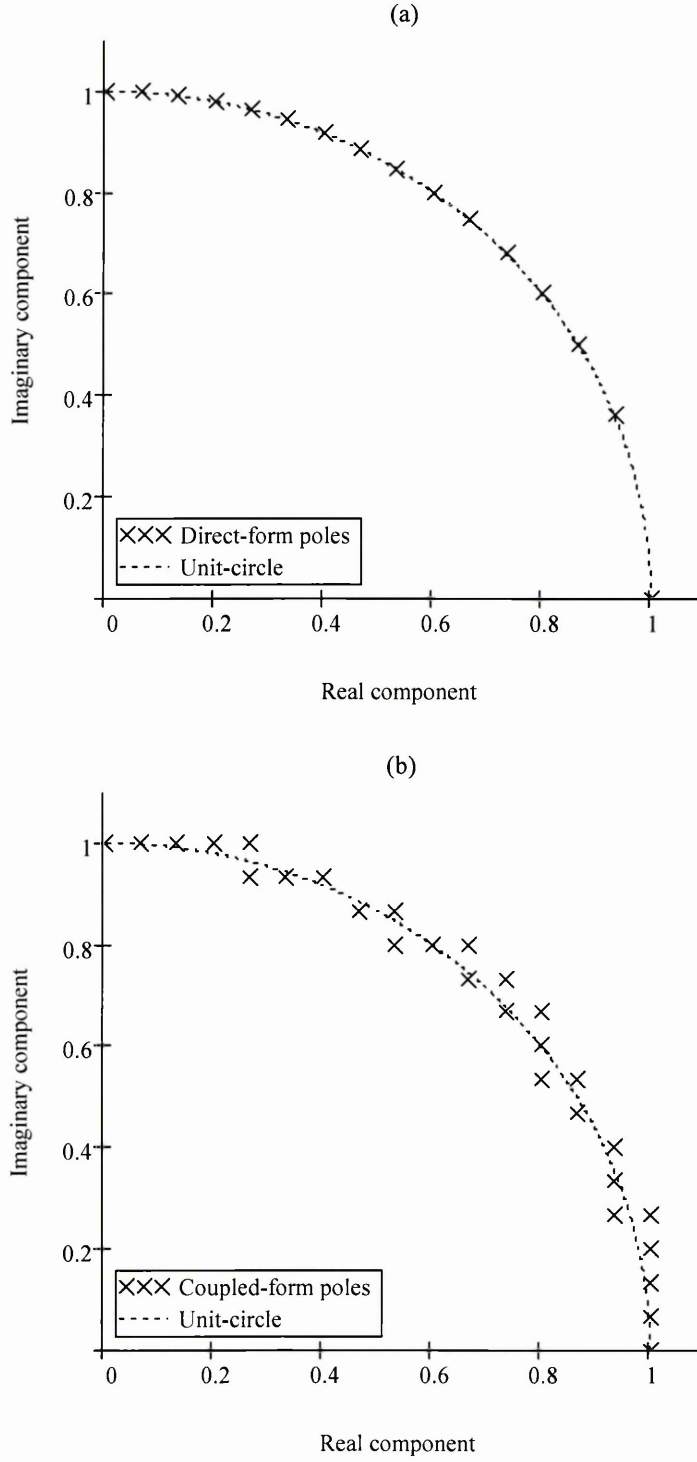 (a)
1
0.8
0.6
0.4
0.2
Imaginary component
Direct-form poles
Unit-circle
0 0.2 0.4 0.6 0.8 1
Real component
(b)
1
0.8
0.6
0.4
0.2
Imaginary component
Coupled-form poles
Unit-circle
0 0.2 0.4 0.6 0.8 1
Real component